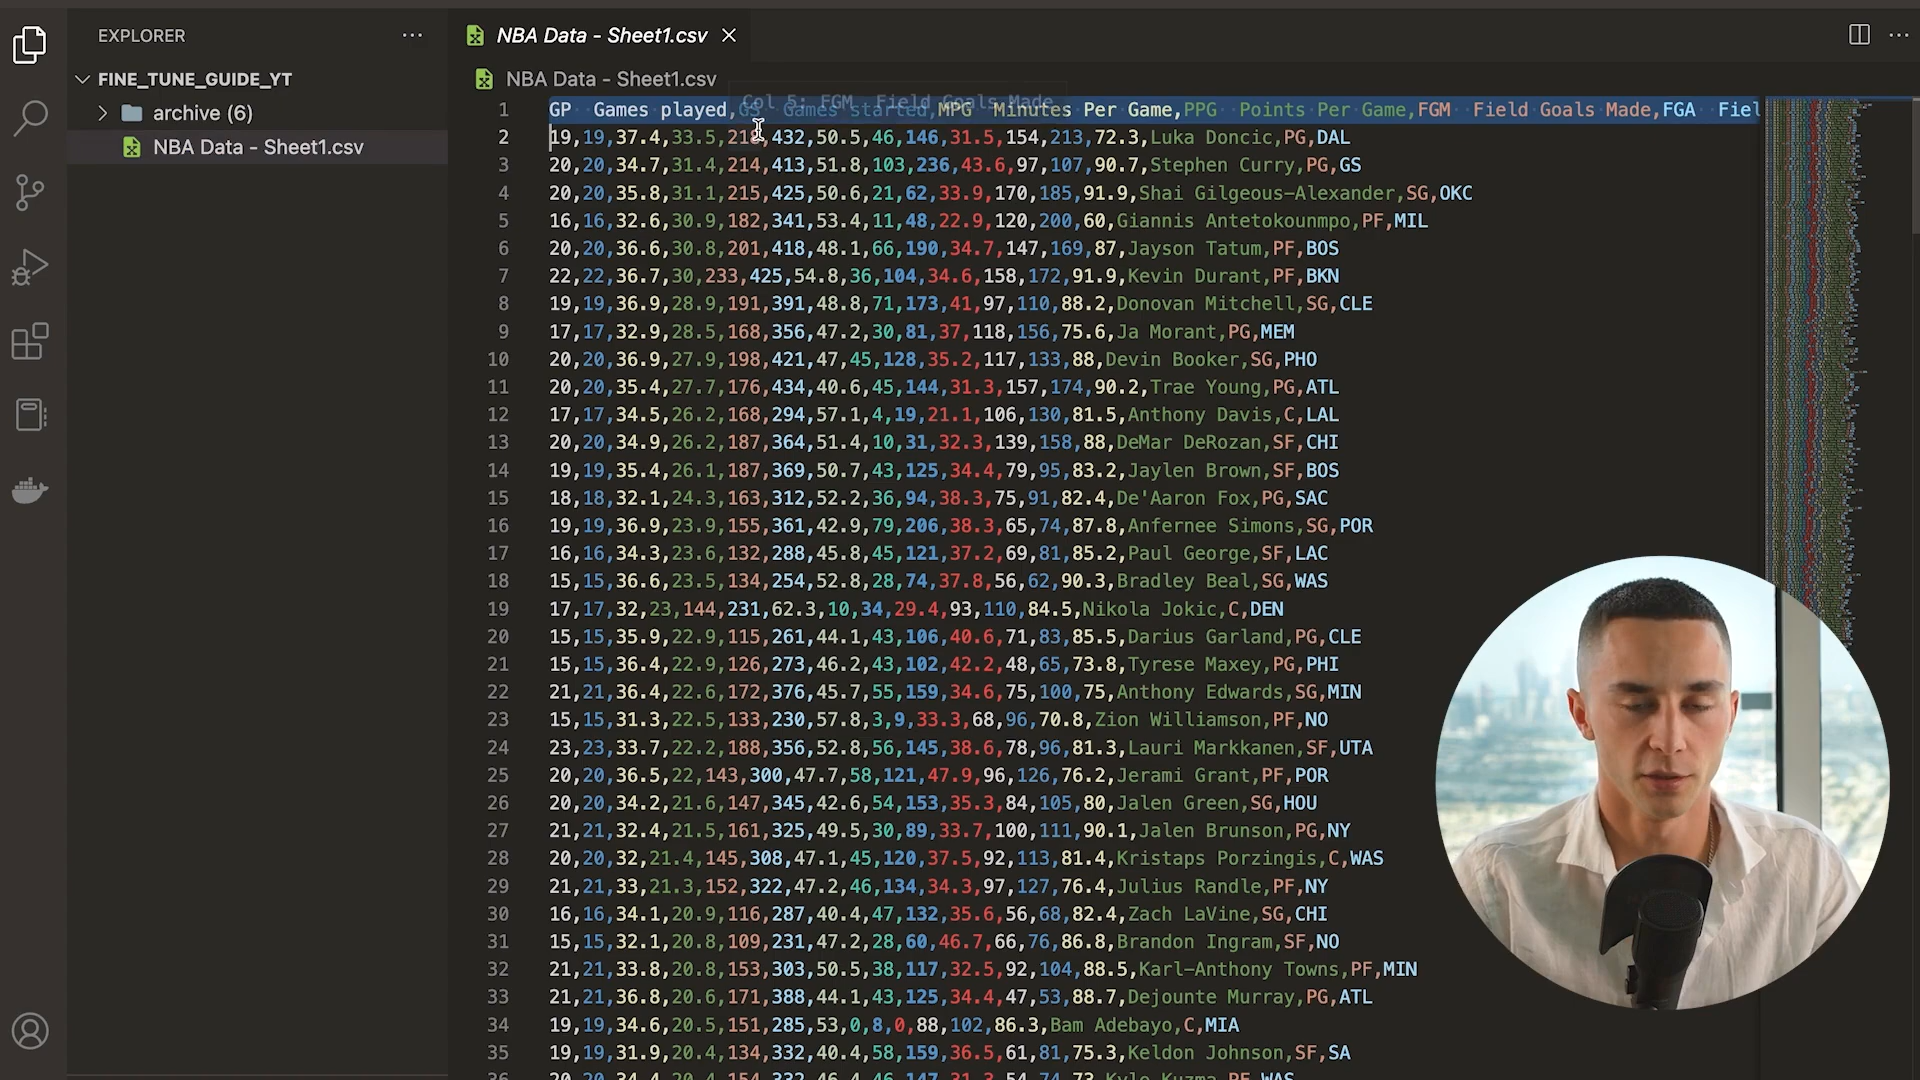 EXPLORER
NBA Data - Sheet1.csv
FINE_TUNE_GUIDE_YT
archive (6)
NBA Data - Sheet1.csv
NBA Data - Sheet1.csv
Col 5: FGM Field Goals Made
1 GP Games played,GS Games started,MPG Minutes Per Game,PPG Points Per Game,FGM Field Goals Made,FGA Fiel
2 19,19,37.4,33.5,218,432,50.5,46,146,31.5,154,213,72.3,Luka Doncic,PG,DAL
3 20,20,34.7,31.4,214,413,51.8,103,236,43.6,97,107,90.7,Stephen Curry,PG,GS
4 20,20,35.8,31.1,215,425,50.6,21,62,33.9,170,185,91.9,Shai Gilgeous-Alexander,SG,OKC
5 16,16,32.6,30.9,182,341,53.4,11,48,22.9,120,200,60,Giannis Antetokounmpo,PF,MIL
6 20,20,36.6,30.8,201,418,48.1,66,190,34.7,147,169,87,Jayson Tatum,PF,BOS
7 22,22,36.7,30,233,425,54.8,36,104,34.6,158,172,91.9,Kevin Durant,PF,BKN
8 19,19,36.9,28.9,191,391,48.8,71,173,41,97,110,88.2,Donovan Mitchell,SG,CLE
9 17,17,32.9,28.5,168,356,47.2,30,81,37,118,156,75.6,Ja Morant,PG,MEM
10 20,20,36.9,27.9,198,421,47,45,128,35.2,117,133,88,Devin Booker,SG,PHO
11 20,20,35.4,27.7,176,434,40.6,45,144,31.3,157,174,90.2,Trae Young,PG,ATL
12 17,17,34.5,26.2,168,294,57.1,4,19,21.1,106,130,81.5,Anthony Davis,C,LAL
13 20,20,34.9,26.2,187,364,51.4,10,31,32.3,139,158,88,DeMar DeRozan,SF,CHI
14 19,19,35.4,26.1,187,369,50.7,43,125,34.4,79,95,83.2,Jaylen Brown,SF,BOS
15 18,18,32.1,24.3,163,312,52.2,36,94,38.3,75,91,82.4,De'Aaron Fox,PG,SAC
16 19,19,36.9,23.9,155,361,42.9,79,206,38.3,65,74,87.8,Anfernee Simons,SG,POR
17 16,16,34.3,23.6,132,288,45.8,45,121,37.2,69,81,85.2,Paul George,SF,LAC
18 15,15,36.6,23.5,134,254,52.8,28,74,37.8,56,62,90.3,Bradley Beal,SG,WAS
19 17,17,32,23,144,231,62.3,10,34,29.4,93,110,84.5,Nikola Jokic,C,DEN
20 15,15,35.9,22.9,115,261,44.1,43,106,40.6,71,83,85.5,Darius Garland,PG,CLE
21 15,15,36.4,22.9,126,273,46.2,43,102,42.2,48,65,73.8,Tyrese Maxey,PG,PHI
22 21,21,36.4,22.6,172,376,45.7,55,159,34.6,75,100,75,Anthony Edwards,SG,MIN
23 15,15,31.3,22.5,133,230,57.8,3,9,33.3,68,96,70.8,Zion Williamson,PF,NO
24 23,23,33.7,22.2,188,356,52.8,56,145,38.6,78,96,81.3,Lauri Markkanen,SF,UTA
25 20,20,36.5,22,143,300,47.7,58,121,47.9,96,126,76.2,Jerami Grant,PF,POR
26 20,20,34.2,21.6,147,345,42.6,54,153,35.3,84,105,80,Jalen Green,SG,HOU
27 21,21,32.4,21.5,161,325,49.5,30,89,33.7,100,111,90.1,Jalen Brunson,PG,NY
28 20,20,32,21.4,145,308,47.1,45,120,37.5,92,113,81.4,Kristaps Porzingis,C,WAS
29 21,21,33,21.3,152,322,47.2,46,134,34.3,97,127,76.4,Julius Randle,PF,NY
30 16,16,34.1,20.9,116,287,40.4,47,132,35.6,56,68,82.4,Zach LaVine,SG,CHI
31 15,15,32.1,20.8,109,231,47.2,28,60,46.7,66,76,86.8,Brandon Ingram,SF,NO
32 21,21,33.8,20.8,153,303,50.5,38,117,32.5,92,104,88.5,Karl-Anthony Towns,PF,MIN
33 21,21,36.8,20.6,171,388,44.1,43,125,34.4,47,53,88.7,Dejounte Murray,PG,ATL
34 19,19,34.6,20.5,151,285,53,0,8,0,88,102,86.3,Bam Adebayo,C,MIA
35 19,19,31.9,20.4,134,332,40.4,58,159,36.5,61,81,75.3,Keldon Johnson,SF,SA
36 20,20,34.4,20.4,154,332,46.4,46,147,31.3,54,74,73,Kyle Kuzma,PF,WAS